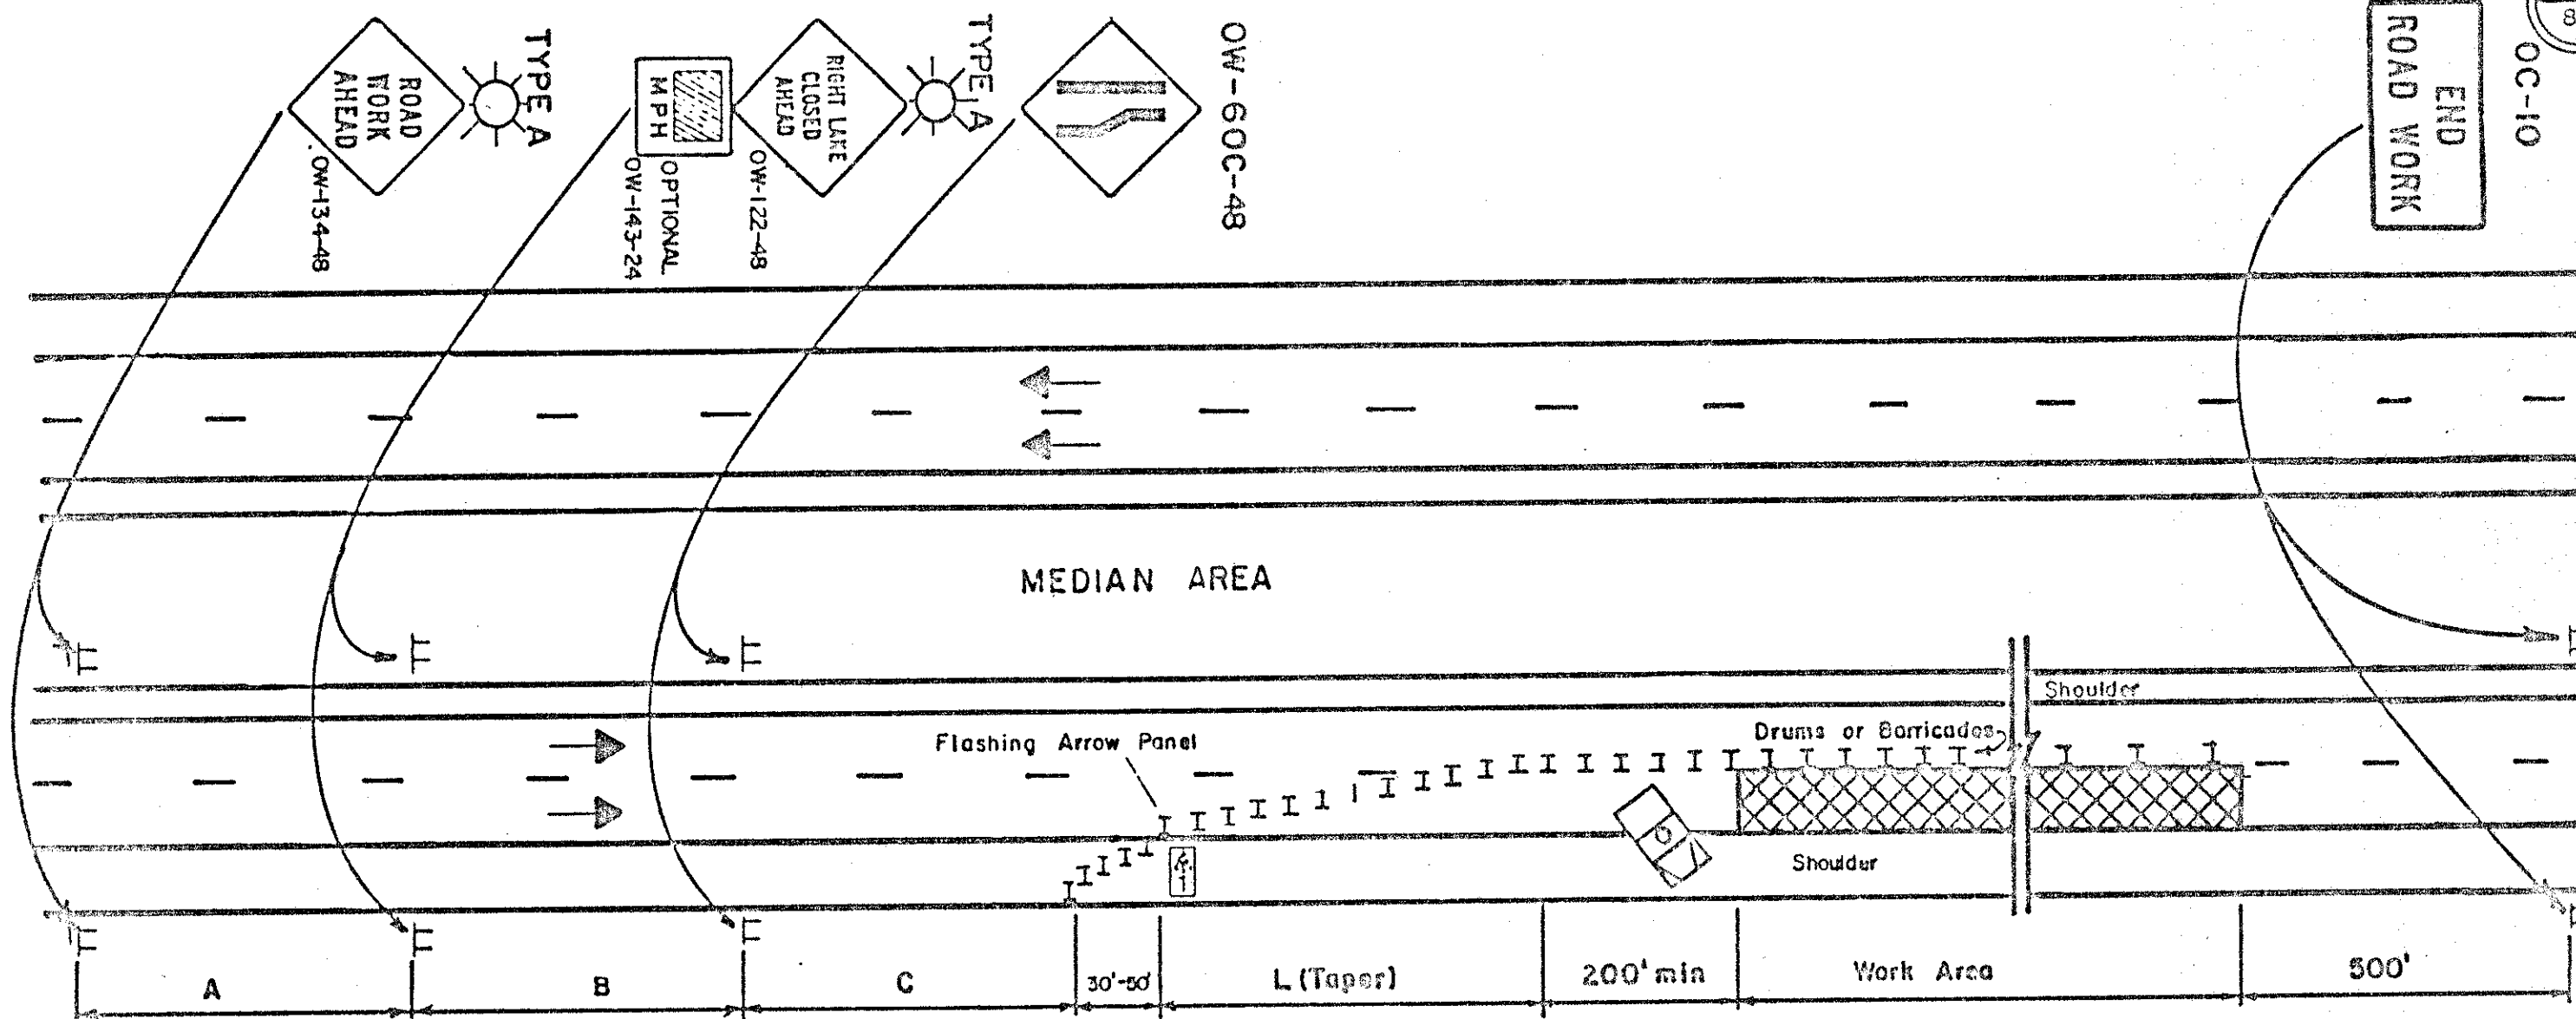 TYPE A
ROAD
WORK
AHEAD
OW-134-48
MPH
OPTIONAL
OW-143-24
RIGHT LANE
CLOSED
AHEAD
OW-122-48
TYPE A
OW-60C-48
END
ROAD WORK
OC-10
8
MEDIAN AREA
Shoulder
Flashing Arrow Panel
Drums or Barricades
Shoulder
A
B
C
30'-50'
L (Taper)
200' min
Work Area
500'